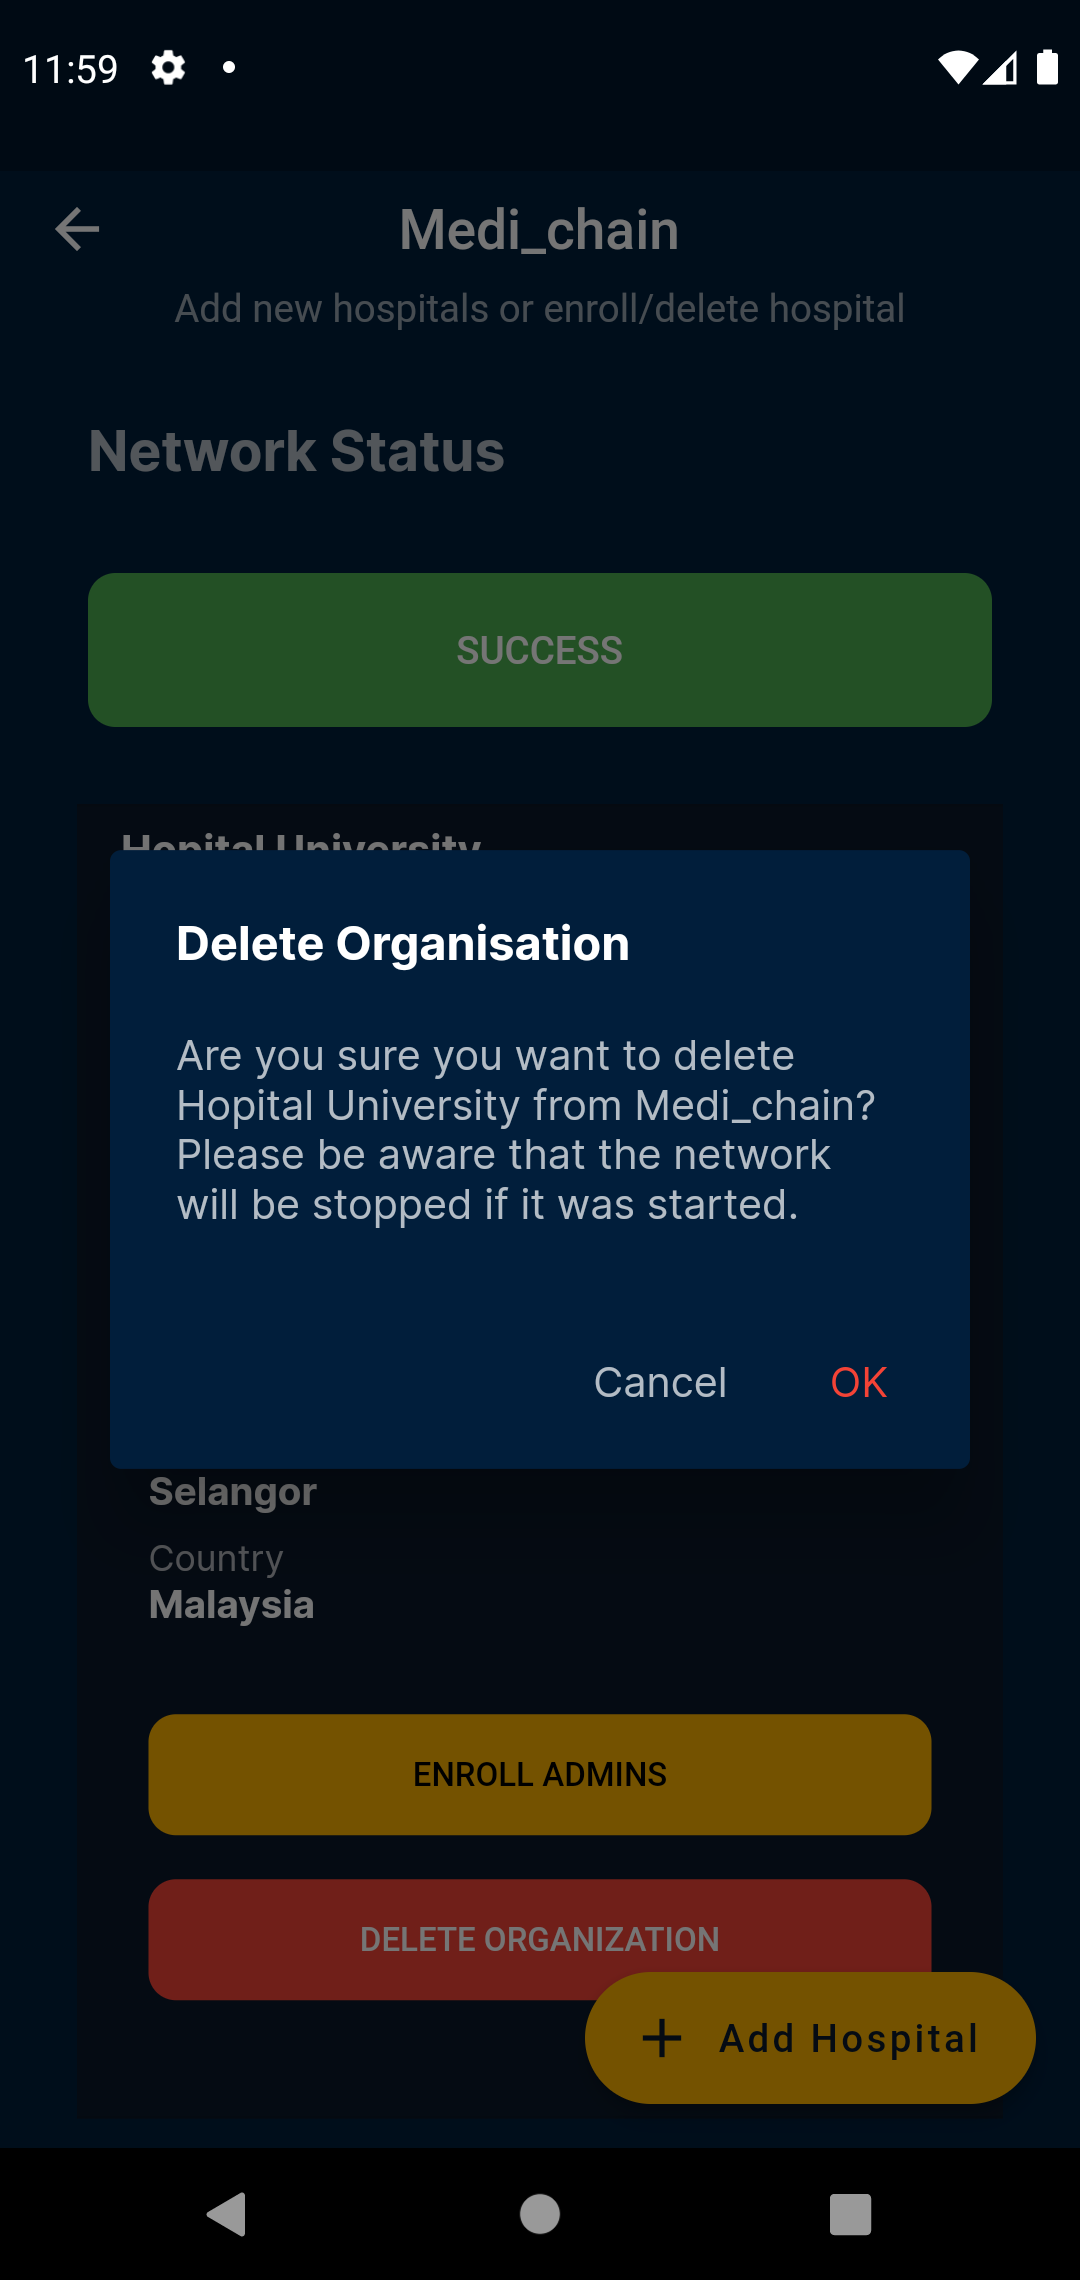 11:59
Medi_chain
Add new hospitals or enroll/delete hospital
Network Status
SUCCESS
Hopital University
Delete Organisation
Are you sure you want to delete
Hopital University from Medi_chain?
Please be aware that the network
will be stopped if it was started.
Cancel OK
Selangor
Country
Malaysia
ENROLL ADMINS
DELETE ORGANIZATION
Add Hospital